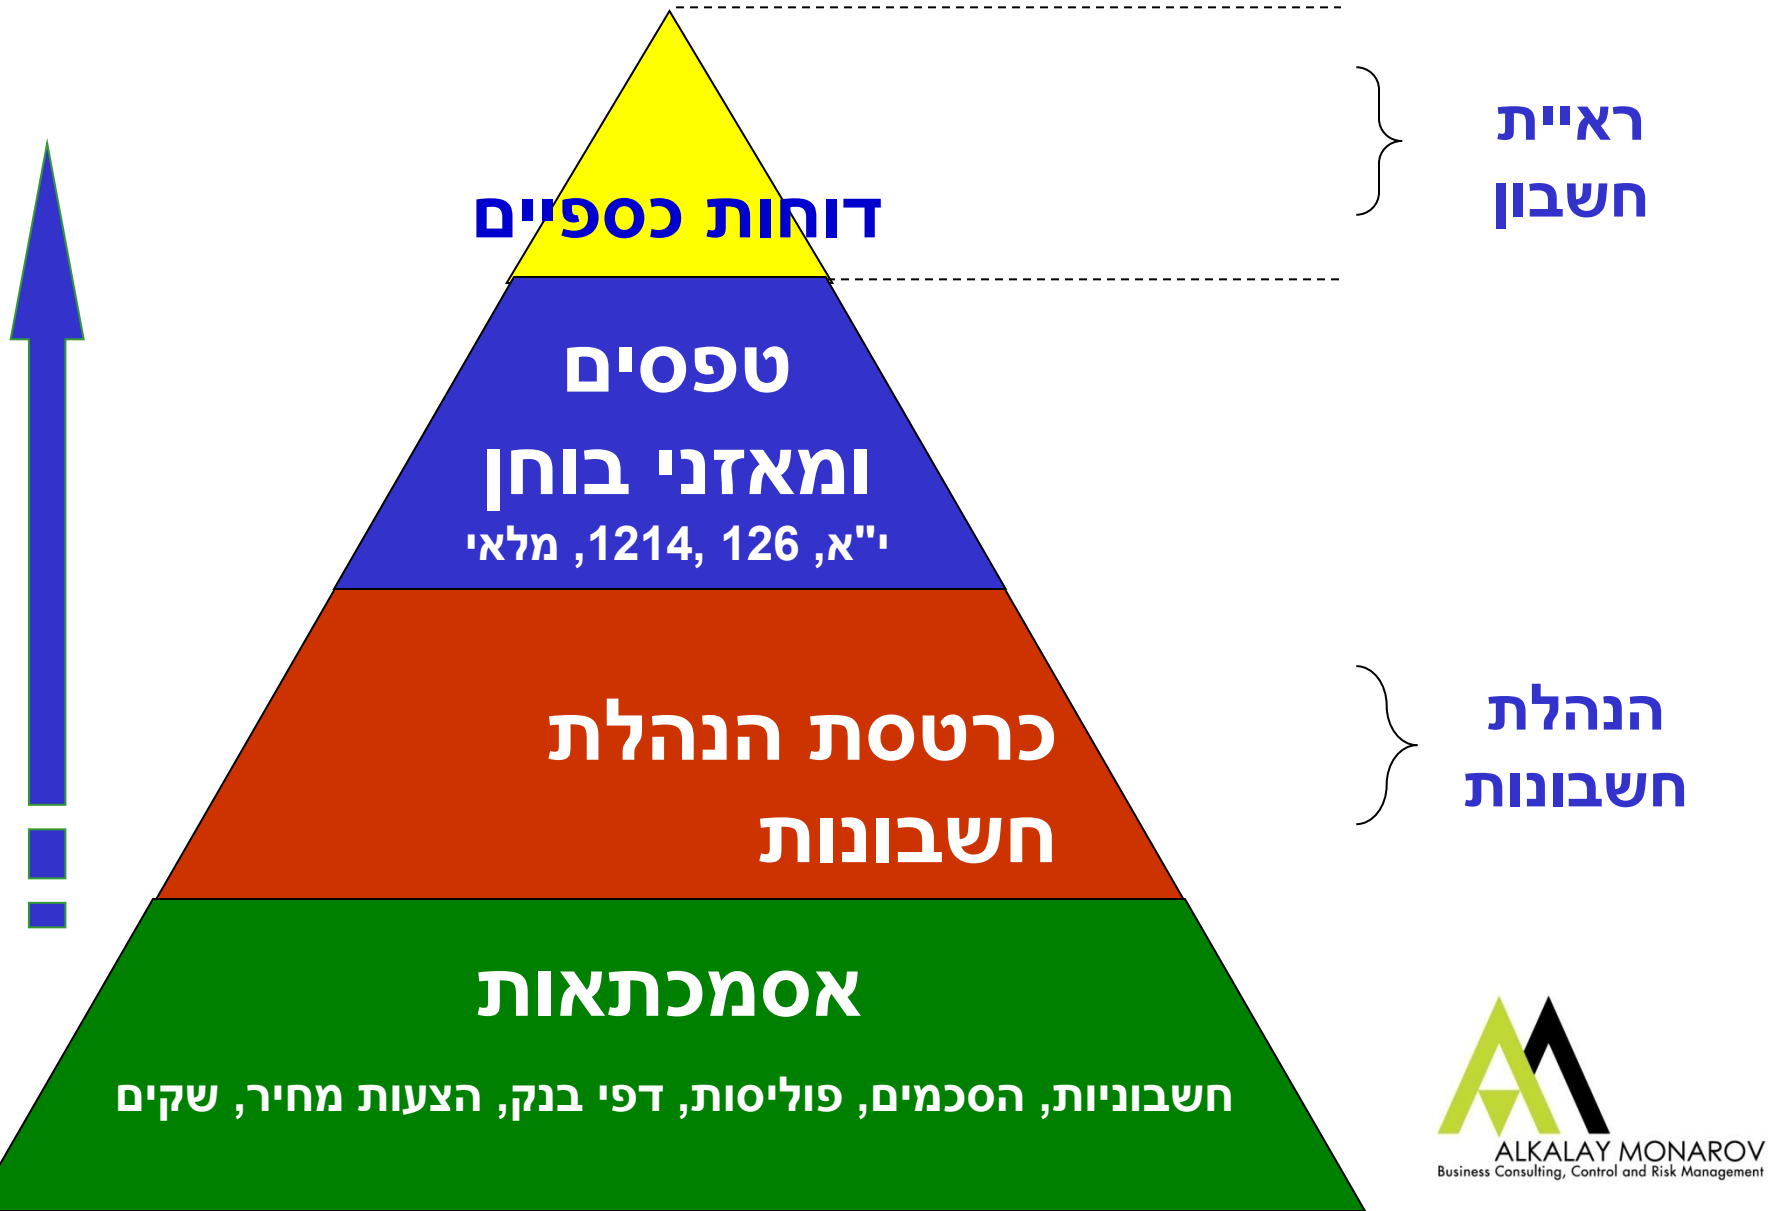 ראיית
חשבון
דוחות כספיים
טפסים
ומאזני בוחן
י"א, 126 ,1214, מלאי
כרטסת הנהלת
חשבונות
הנהלת
חשבונות
אסמכתאות
חשבוניות, הסכמים, פוליסות, דפי בנק, הצעות מחיר, שקים
ALKALAY MONAROV
Business Consulting, Control and Risk Management